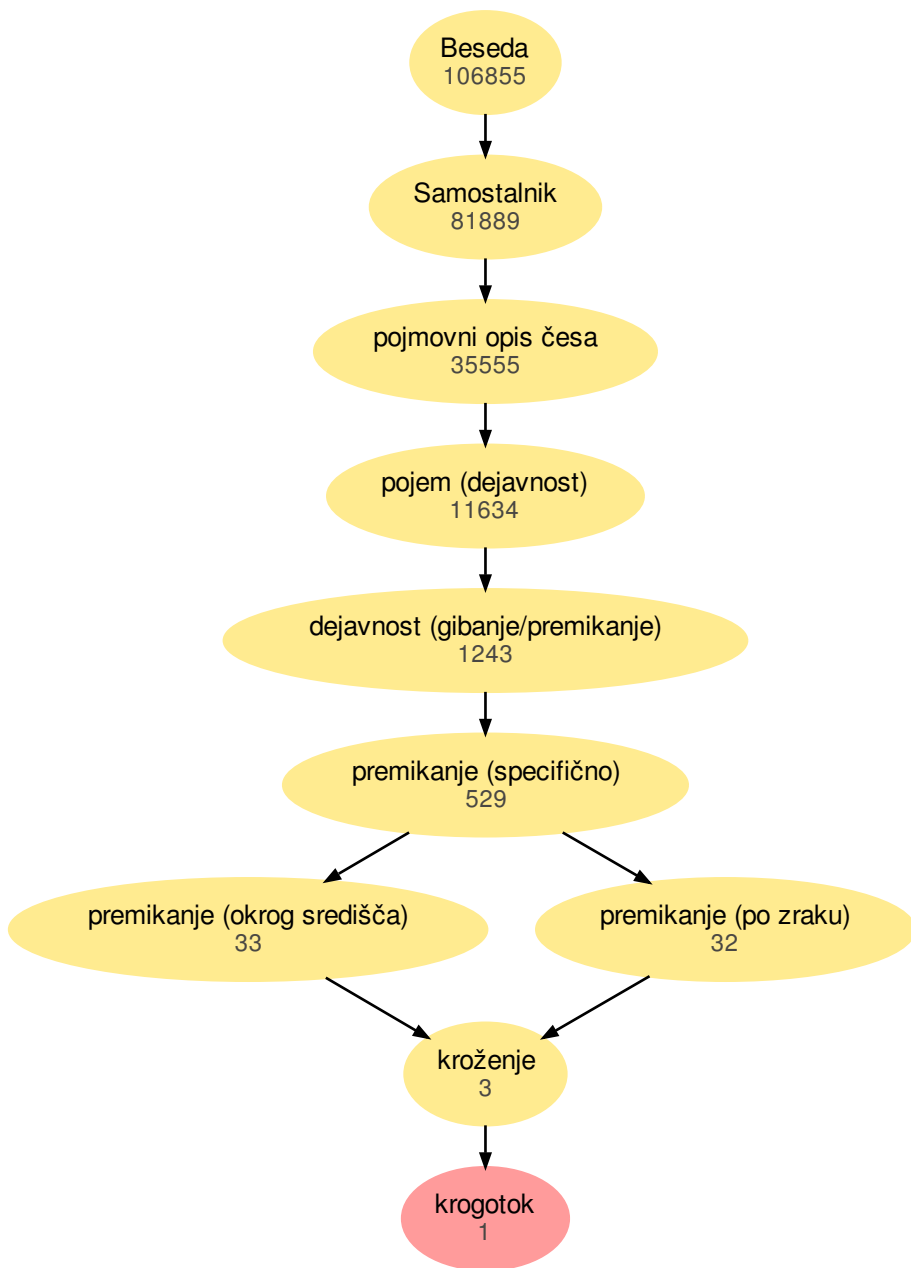 Beseda
106855
Samostalnik
81889
pojmovni opis česa
35555
pojem (dejavnost)
11634
dejavnost (gibanje/premikanje)
1243
premikanje (specifično)
529
premikanje (okrog središča)
33
premikanje (po zraku)
32
kroženje
3
krogotok
1